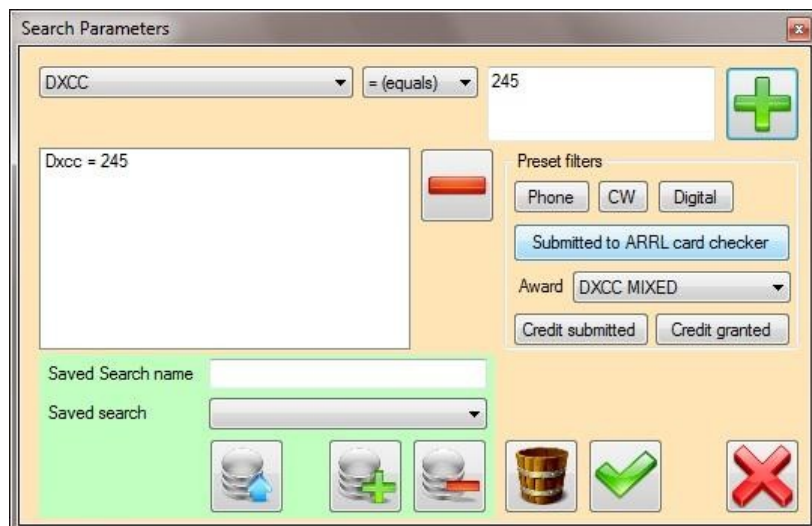 Search Parameters
DXCC = (equals) 245
Dxcc = 245
Preset filters
Phone CW Digital
Submitted to ARRL card checker
Award DXCC MIXED
Credit submitted Credit granted
Saved Search name
Saved search